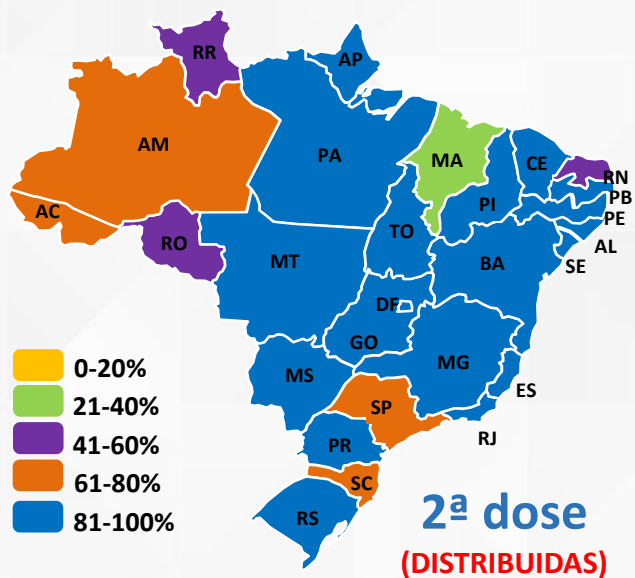 RR
AP
AM
PA
MA
CE
RN
PB
PE
AL
SE
PI
AC
RO
TO
BA
MT
DF
GO
MG
ES
MS
SP
RJ
PR
SC
RS
0-20%
21-40%
41-60%
61-80%
81-100%
2ª dose
(DISTRIBUIDAS)